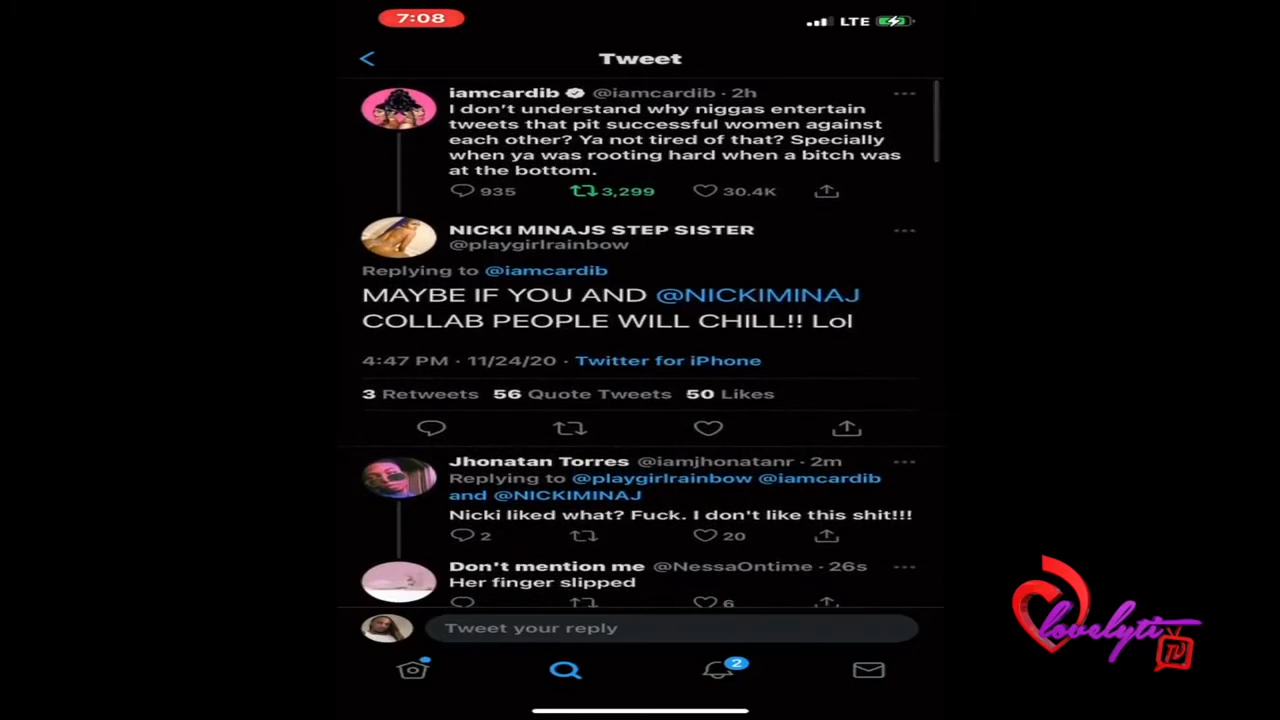 7:08
LTE
Tweet
iamcardib @iamcardib · 2h
I don't understand why niggas entertain
tweets that pit successful women against
each other? Ya not tired of that? Specially
when ya was rooting hard when a bitch was
at the bottom.
935 3,299 30.4K
NICKI MINAJS STEP SISTER
@playgirlrainbow
Replying to @iamcardib
MAYBE IF YOU AND @NICKIMINAJ
COLLAB PEOPLE WILL CHILL!! Lol
4:47 PM · 11/24/20 · Twitter for iPhone
3 Retweets 56 Quote Tweets 50 Likes
Jhonatan Torres @iamjhonatanr · 2m
Replying to @playgirlrainbow @iamcardib
and @NICKIMINAJ
Nicki liked what? Fuck. I don't like this shit!!!
2 20
Don't mention me @NessaOntime · 26s
Her finger slipped
6
Tweet your reply
2
lovelyti
TV